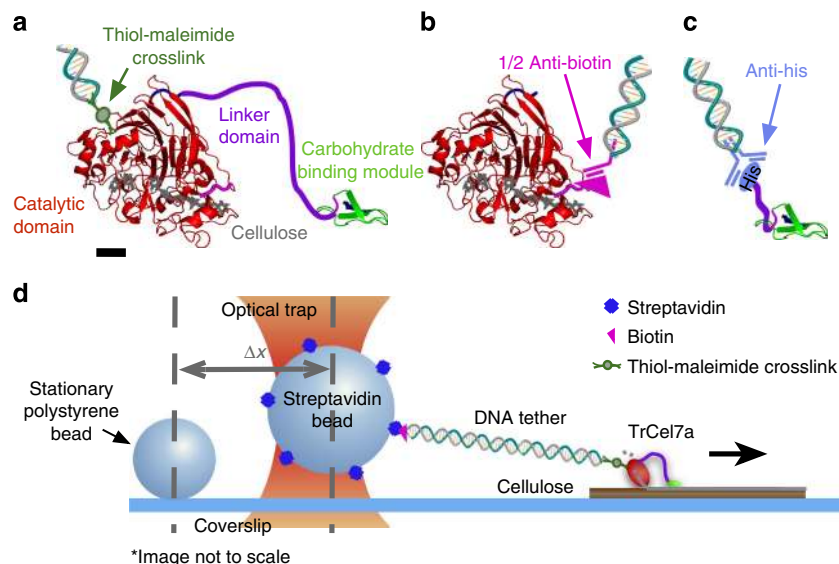 a
Thiol-maleimide
crosslink
Linker
domain
Carbohydrate
binding module
Catalytic
domain
Cellulose
b
1/2 Anti-biotin
c
Anti-his
His
d
Optical trap
Δx
Stationary
polystyrene
bead
Streptavidin
bead
DNA tether
TrCel7a
Cellulose
Coverslip
*Image not to scale
Streptavidin
Biotin
Thiol-maleimide crosslink